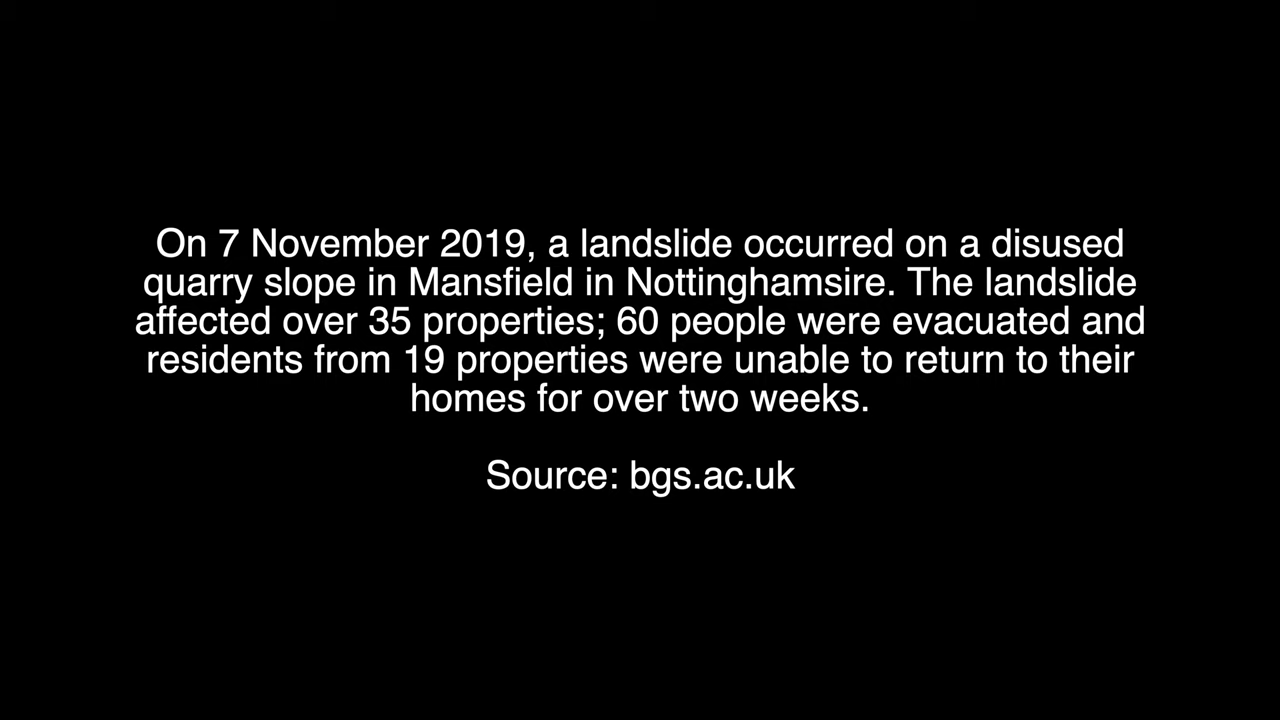 On 7 November 2019, a landslide occurred on a disused
quarry slope in Mansfield in Nottinghamsire. The landslide
affected over 35 properties; 60 people were evacuated and
residents from 19 properties were unable to return to their
homes for over two weeks.
Source: bgs.ac.uk